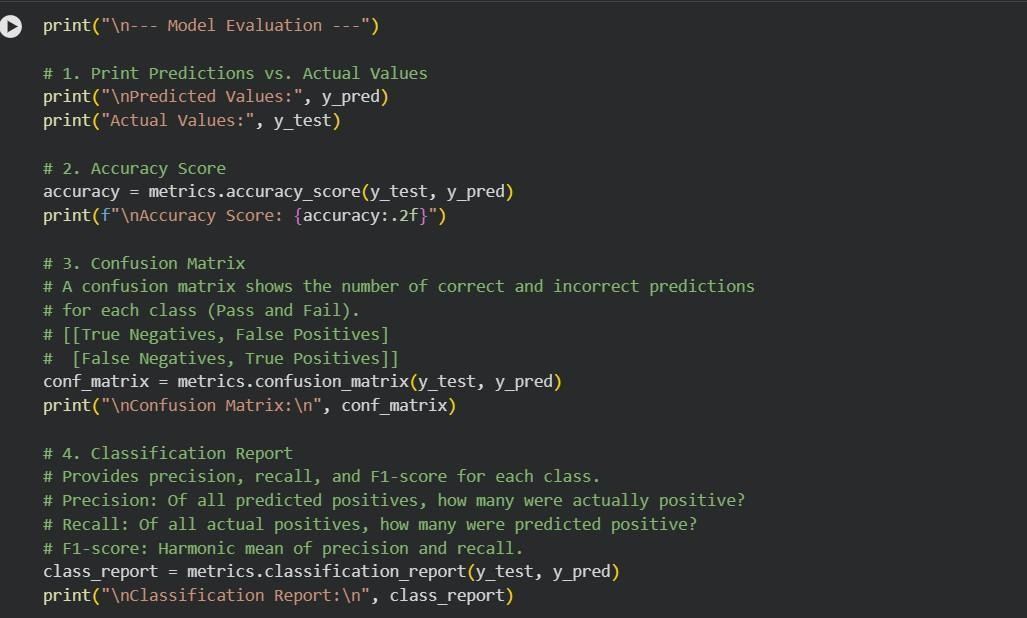 print("\n--- Model Evaluation ---")
# 1. Print Predictions vs. Actual Values
print("\nPredicted Values:", y_pred)
print("Actual Values:", y_test)
# 2. Accuracy Score
accuracy = metrics.accuracy_score(y_test, y_pred)
print(f"\nAccuracy Score: {accuracy:.2f}")
# 3. Confusion Matrix
# A confusion matrix shows the number of correct and incorrect predictions
# for each class (Pass and Fail).
# [[True Negatives, False Positives]
#  [False Negatives, True Positives]]
conf_matrix = metrics.confusion_matrix(y_test, y_pred)
print("\nConfusion Matrix:\n", conf_matrix)
# 4. Classification Report
# Provides precision, recall, and F1-score for each class.
# Precision: Of all predicted positives, how many were actually positive?
# Recall: Of all actual positives, how many were predicted positive?
# F1-score: Harmonic mean of precision and recall.
class_report = metrics.classification_report(y_test, y_pred)
print("\nClassification Report:\n", class_report)